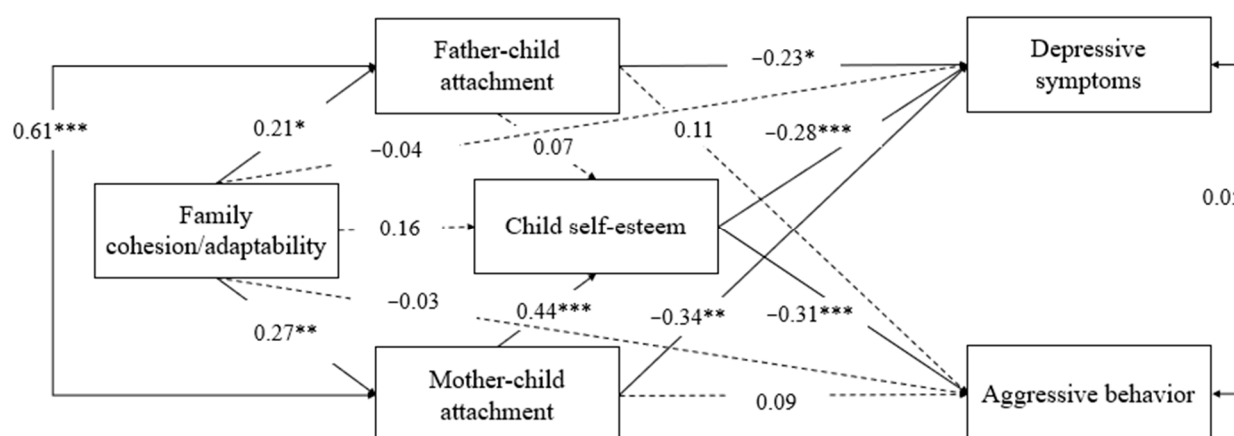 Father-child
attachment
Depressive
symptoms
−0.23*
0.61***
0.21*
0.11
−0.28***
−0.04
0.07
Family
cohesion/adaptability
0.16
Child self-esteem
−0.03
0.44***
−0.34**
−0.31***
0.27**
Mother-child
attachment
0.09
Aggressive behavior